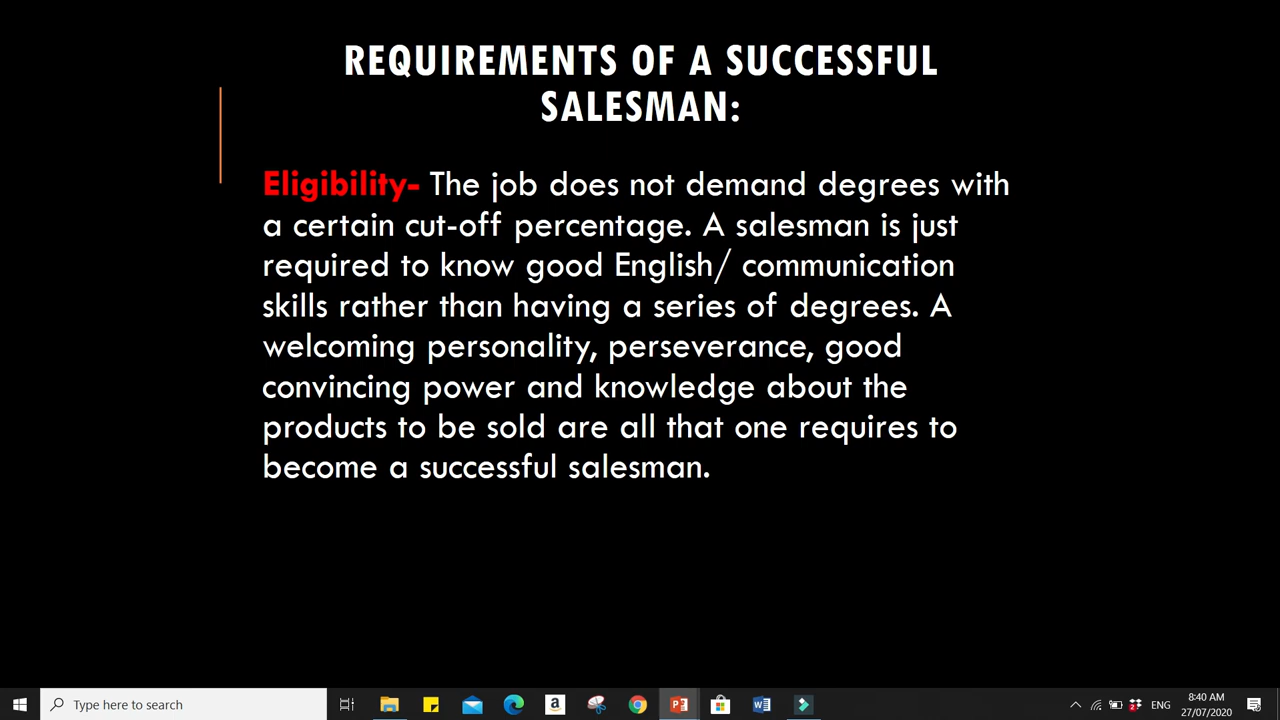 REQUIREMENTS OF A SUCCESSFUL
SALESMAN:
Eligibility- The job does not demand degrees with
a certain cut-off percentage. A salesman is just
required to know good English/ communication
skills rather than having a series of degrees. A
welcoming personality, perseverance, good
convincing power and knowledge about the
products to be sold are all that one requires to
become a successful salesman.
Type here to search
ENG
8:40 AM
27/07/2020